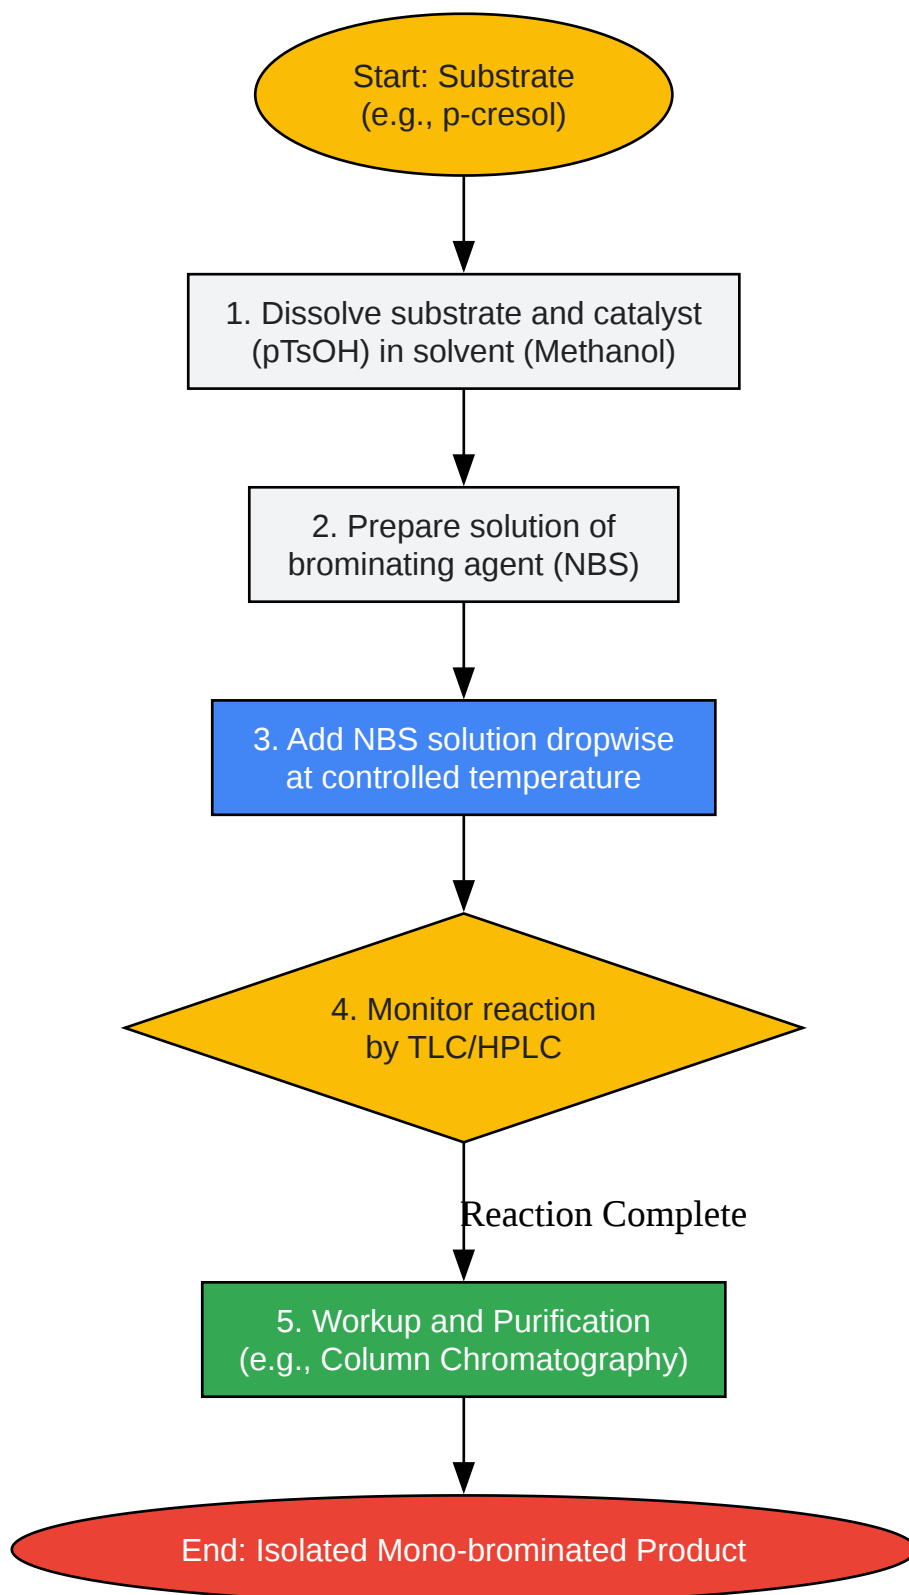 Start: Substrate
(e.g., p-cresol)
1. Dissolve substrate and catalyst
(pTsOH) in solvent (Methanol)
2. Prepare solution of
brominating agent (NBS)
3. Add NBS solution dropwise
at controlled temperature
4. Monitor reaction
by TLC/HPLC
Reaction Complete
5. Workup and Purification
(e.g., Column Chromatography)
End: Isolated Mono-brominated Product